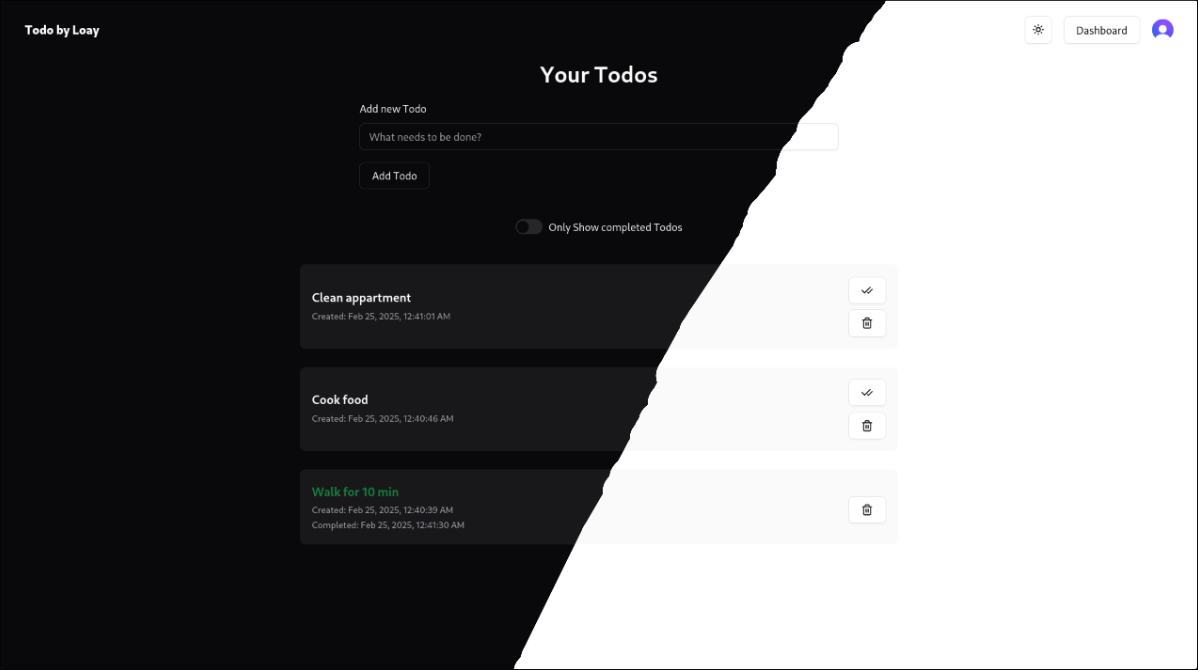 Todo by Loay
Dashboard
Your Todos
Add new Todo
What needs to be done?
Add Todo
Only Show completed Todos
Clean appartment
Created: Feb 25, 2025, 12:41:01 AM
Cook food
Created: Feb 25, 2025, 12:40:46 AM
Walk for 10 min
Created: Feb 25, 2025, 12:40:39 AM
Completed: Feb 25, 2025, 12:41:30 AM